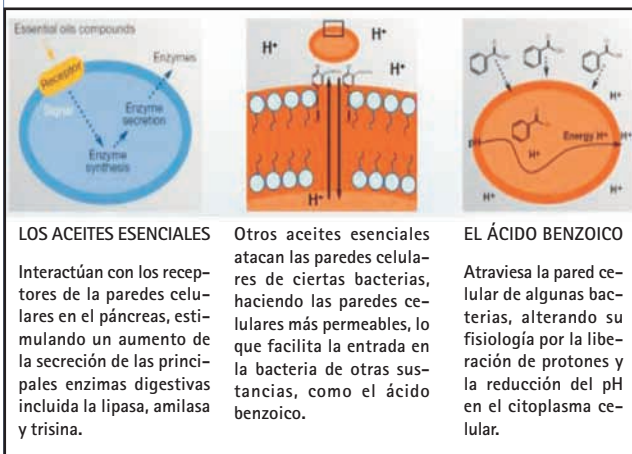 Essential oils compounds
Receptor
Signal
Enzymes
Enzyme
secretion
Enzyme
synthesis
H+
H+
H+
H+
pH
Energy H+
H+
H+
H+
H+
H+
LOS ACEITES ESENCIALES
Interactúan con los recep-
tores de la paredes celu-
lares en el páncreas, esti-
mulando un aumento de
la secreción de las princi-
pales enzimas digestivas
incluida la lipasa, amilasa
y trisina.
Otros aceites esenciales
atacan las paredes celula-
res de ciertas bacterias,
haciendo las paredes ce-
lulares más permeables, lo
que facilita la entrada en
la bacteria de otras sus-
tancias, como el ácido
benzoico.
EL ÁCIDO BENZOICO
Atraviesa la pared ce-
lular de algunas bac-
terias, alterando su
fisiología por la libe-
ración de protones y
la reducción del pH
en el citoplasma ce-
lular.